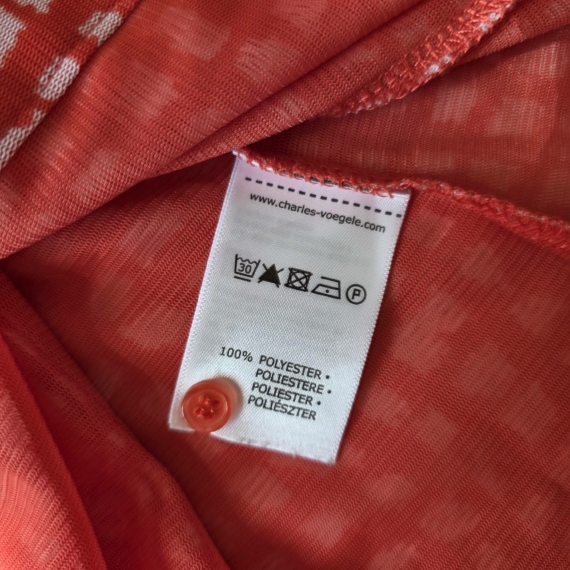 www.charles-voegele.com
30 P
100% POLYESTER •
POLIESTERE •
POLIESTER •
POLIÉSZTER